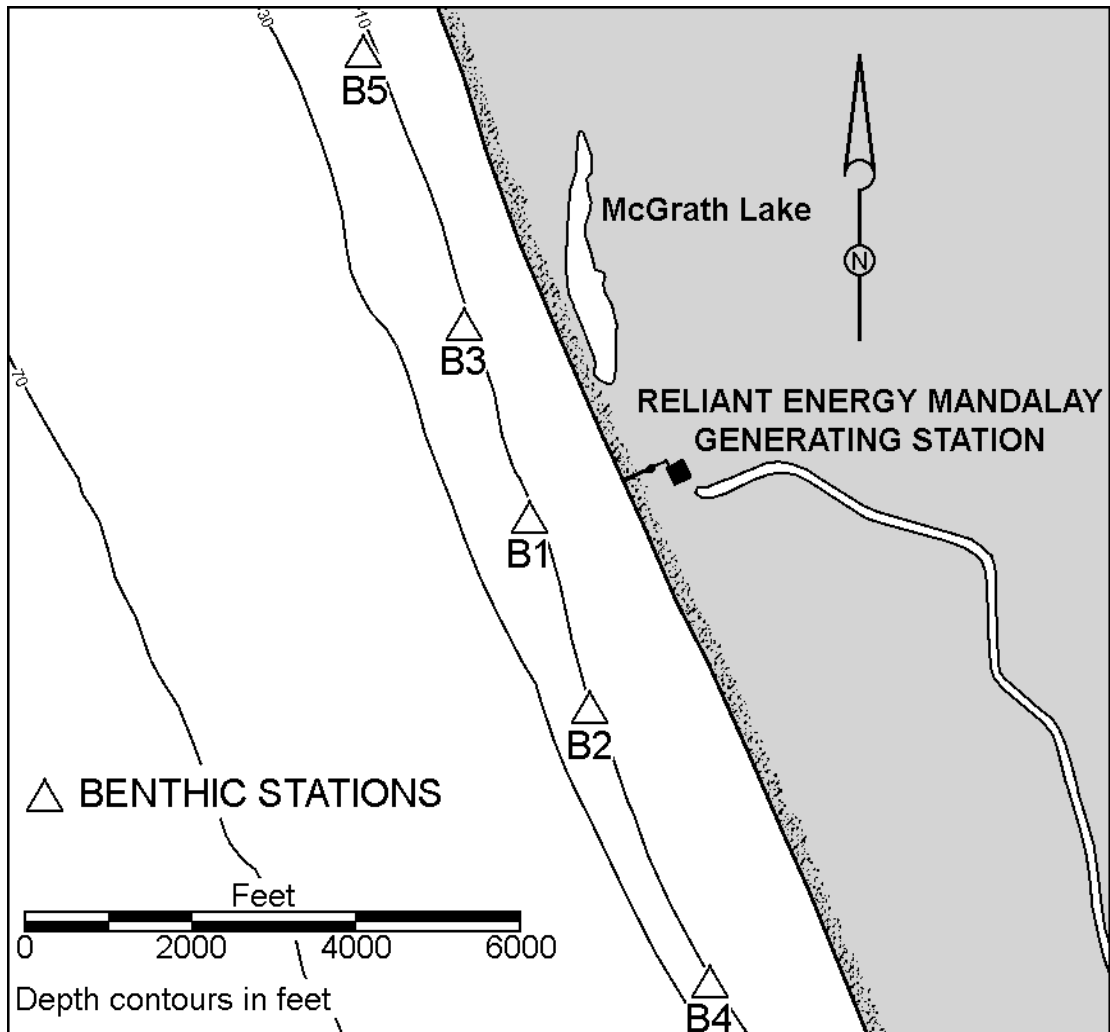 30
10
B5
McGrath Lake
N
B3
70
RELIANT ENERGY MANDALAY
GENERATING STATION
B1
B2
BENTHIC STATIONS
Feet
0 2000 4000 6000
Depth contours in feet
B4